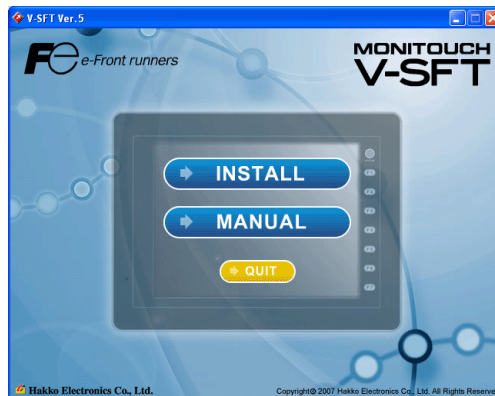 V-SFT Ver.5
Fe e-Front runners
MONITOUCH
V-SFT
INSTALL
MANUAL
QUIT
Hakko Electronics Co., Ltd.
Copyright© 2007 Hakko Electronics Co., Ltd. All Rights Reserve